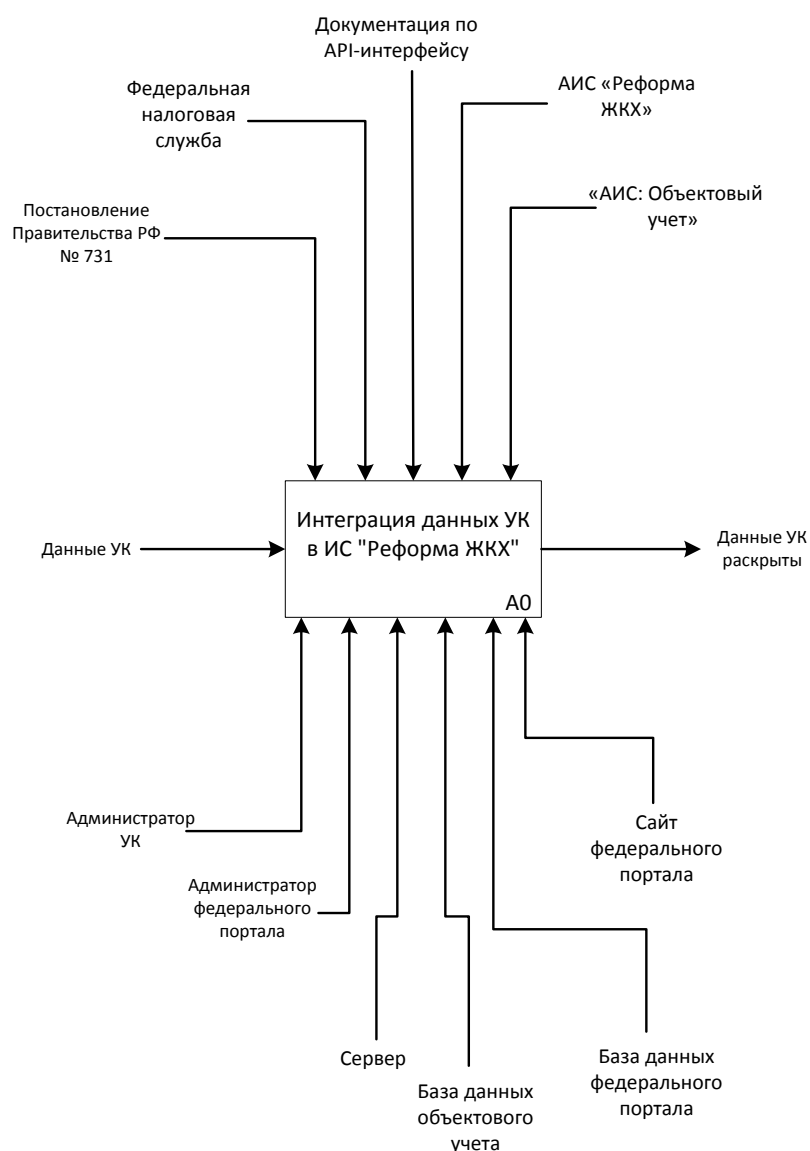 Документация по
API-интерфейсу
Федеральная
налоговая
служба
АИС «Реформа
ЖКХ»
«АИС: Объектовый
учет»
Постановление
Правительства РФ
№ 731
Интеграция данных УК
в ИС "Реформа ЖКХ"
A0
Данные УК
Данные УК
раскрыты
Администратор
УК
Администратор
федерального
портала
Сайт
федерального
портала
Сервер
База данных
объектового
учета
База данных
федерального
портала